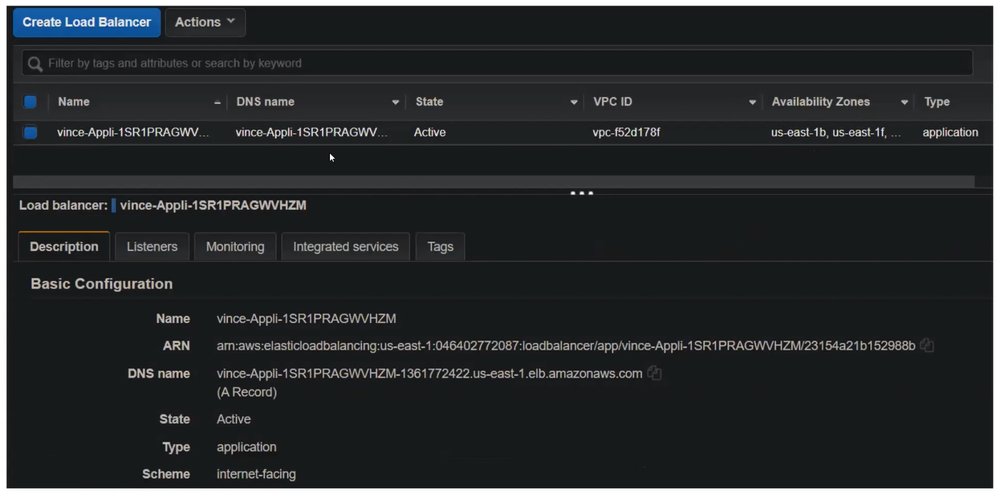 Create Load Balancer Actions
Filter by tags and attributes or search by keyword
Name DNS name State VPC ID Availability Zones Type
vince-Appli-1SR1PRAGWV... vince-Appli-1SR1PRAGWV... Active vpc-f52d178f us-east-1b, us-east-1f, ... application
Load balancer: vince-Appli-1SR1PRAGWVHZM
Description Listeners Monitoring Integrated services Tags
Basic Configuration
Name vince-Appli-1SR1PRAGWVHZM
ARN arn:aws:elasticloadbalancing:us-east-1:046402772087:loadbalancer/app/vince-Appli-1SR1PRAGWVHZM/23154a21b152988b
DNS name vince-Appli-1SR1PRAGWVHZM-1361772422.us-east-1.elb.amazonaws.com
(A Record)
State Active
Type application
Scheme internet-facing